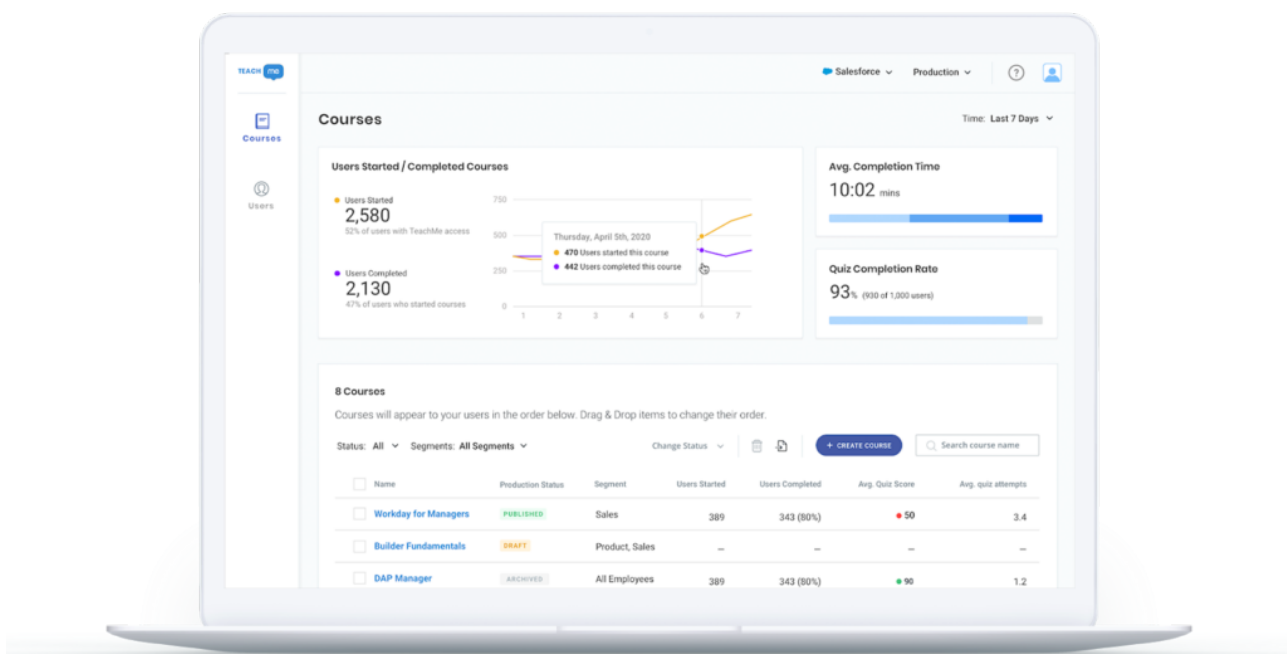 TEACH me
Salesforce
Production
?
Courses
Users
Courses
Time: Last 7 Days
Users Started / Completed Courses
Users Started
2,580
52% of users with TeachMe access
Users Completed
2,130
47% of users who started courses
750
500
250
0
1 2 3 4 5 6 7
Thursday, April 5th, 2020
470 Users started this course
442 Users completed this course
Avg. Completion Time
10:02 mins
Quiz Completion Rate
93% (930 of 1,000 users)
8 Courses
Courses will appear to your users in the order below. Drag & Drop items to change their order.
Status: All Segments: All Segments Change Status + CREATE COURSE Search course name
Name Production Status Segment Users Started Users Completed Avg. Quiz Score Avg. quiz attempts
Workday for Managers PUBLISHED Sales 389 343 (80%) 50 3.4
Builder Fundamentals DRAFT Product, Sales – – – –
DAP Manager ARCHIVED All Employees 389 343 (80%) 90 1.2